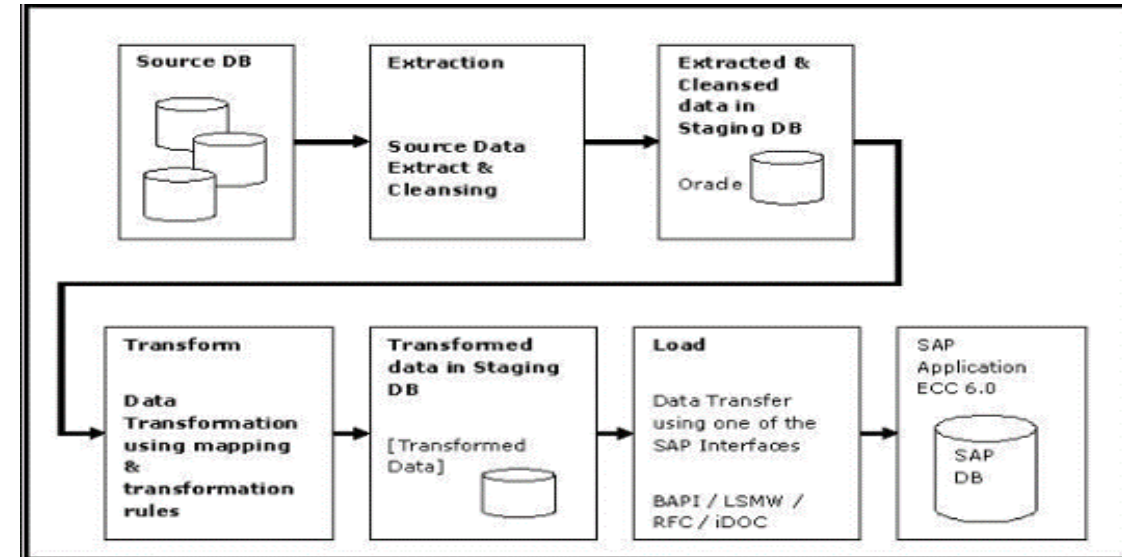 Source DB
Extraction
Source Data
Extract &
Cleansing
Extracted &
Cleansed
data in
Staging DB
Oracle
Transform
Data
Transformation
using mapping
&
transformation
rules
Transformed
data in Staging
DB
[Transformed
Data]
Load
Data Transfer
using one of the
SAP Interfaces
BAPI / LSMW /
RFC / iDOC
SAP
Application
ECC 6.0
SAP
DB